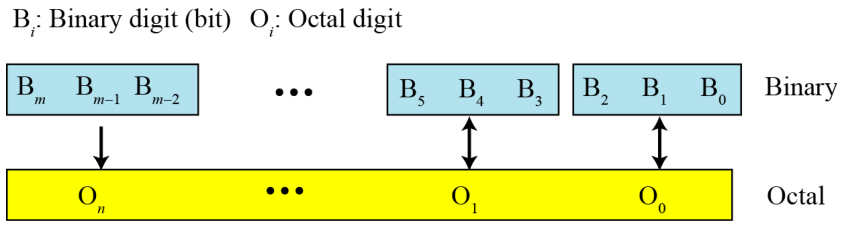 Bᵢ: Binary digit (bit) Oᵢ: Octal digit
Bₘ Bₘ₋₁ Bₘ₋₂ ••• B₅ B₄ B₃ B₂ B₁ B₀ Binary
Oₙ ••• O₁ O₀ Octal